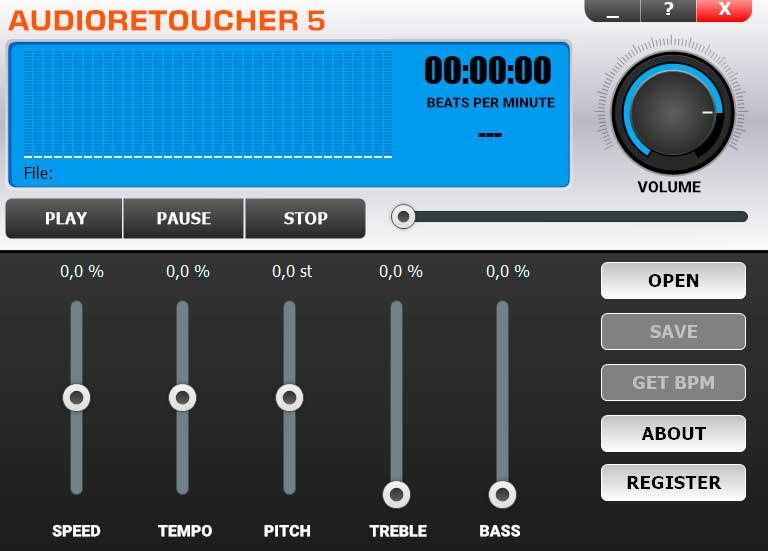 AUDIORETOUCHER 5
_ ? X
00:00:00
BEATS PER MINUTE
---
File:
VOLUME
PLAY PAUSE STOP
0,0 % 0,0 % 0,0 st 0,0 % 0,0 %
OPEN
SAVE
GET BPM
ABOUT
REGISTER
SPEED TEMPO PITCH TREBLE BASS